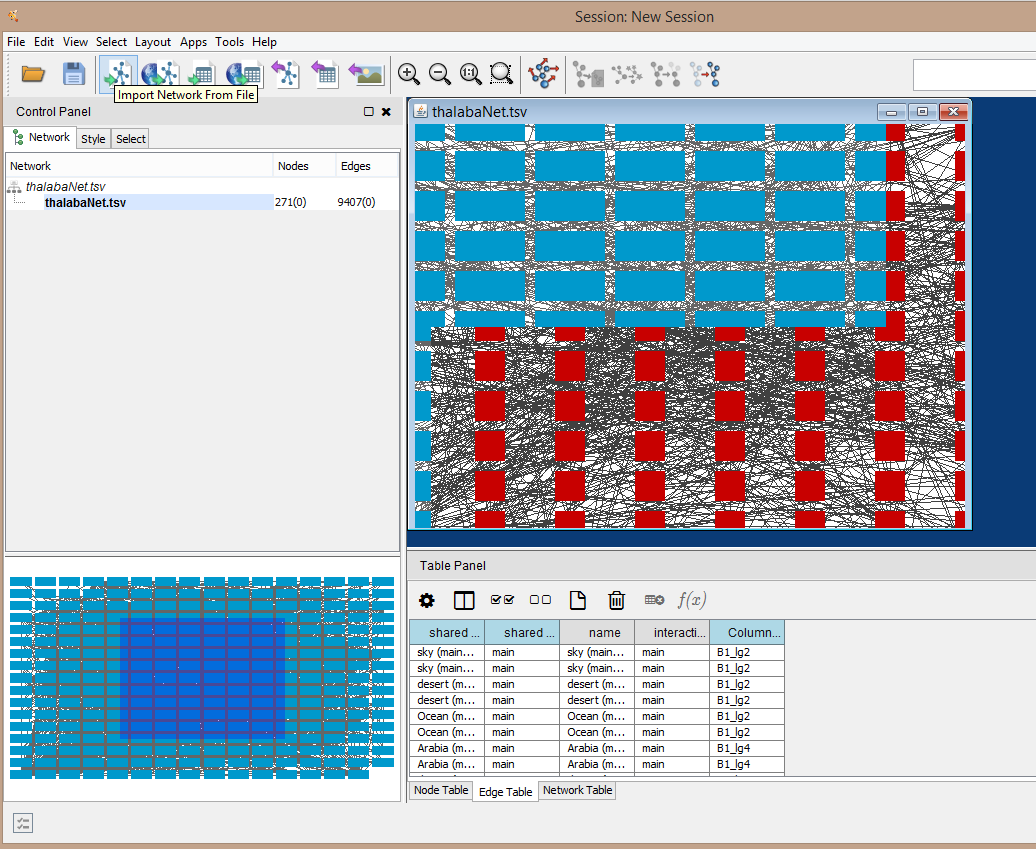 Session: New Session
File Edit View Select Layout Apps Tools Help
1:1
Import Network From File
Control Panel
thalabaNet.tsv
Network Style Select
Network Nodes Edges
thalabaNet.tsv
thalabaNet.tsv 271(0) 9407(0)
Table Panel
f(x)
shared ... shared ... name interacti... Column...
sky (main... main sky (main... main B1_lg2
sky (main... main sky (main... main B1_lg2
desert (m... main desert (m... main B1_lg2
desert (m... main desert (m... main B1_lg2
Ocean (m... main Ocean (m... main B1_lg2
Ocean (m... main Ocean (m... main B1_lg2
Arabia (m... main Arabia (m... main B1_lg4
Arabia (m... main Arabia (m... main B1_lg4
Node Table Edge Table Network Table